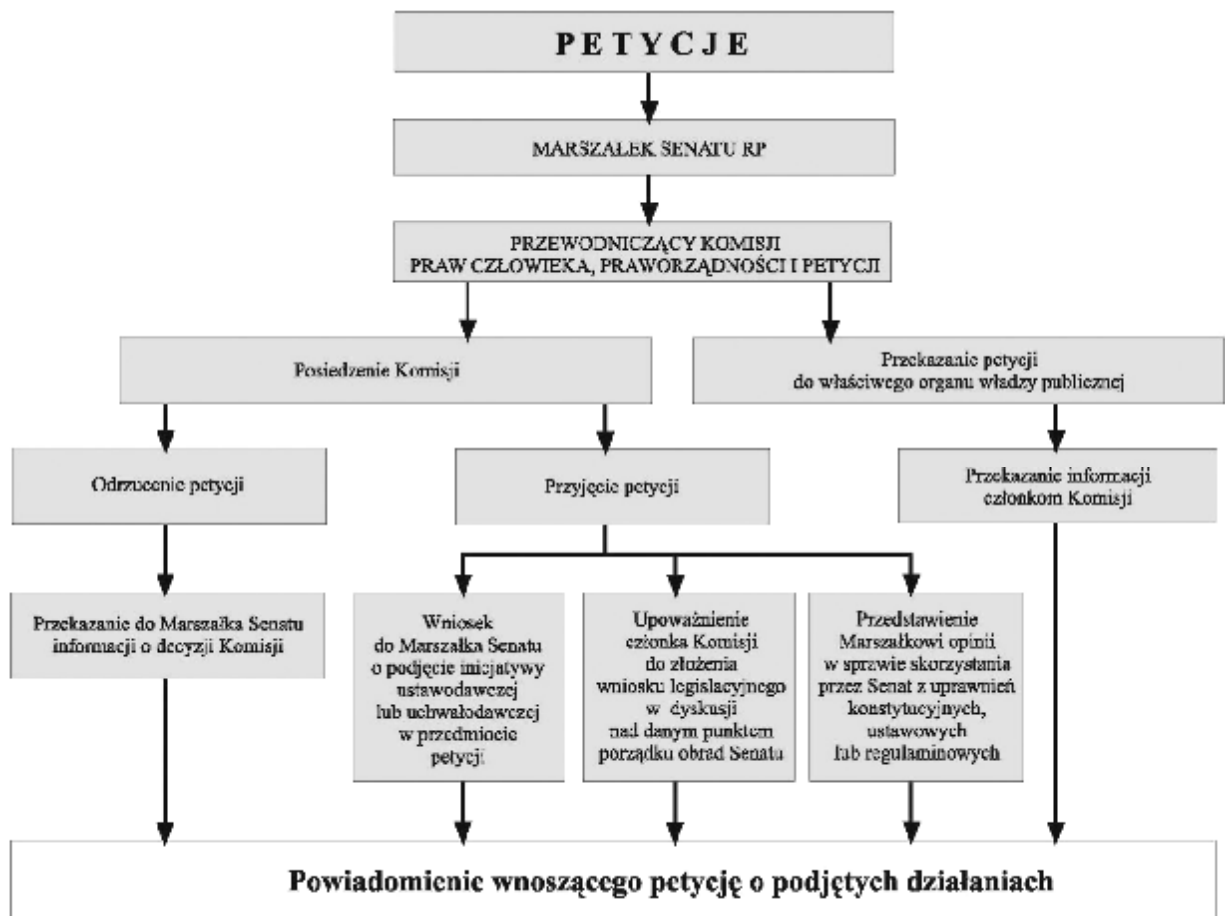 PETYCJE
MARSZAŁEK SENATU RP
PRZEWODNICZĄCY KOMISJI
PRAW CZŁOWIEKA, PRAWORZĄDNOŚCI I PETYCJI
Posiedzenie Komisji
Przekazanie petycji
do właściwego organu władzy publicznej
Odrzucenie petycji
Przyjęcie petycji
Przekazanie informacji
członkom Komisji
Przekazanie do Marszałka Senatu
informacji o decyzji Komisji
Wniosek
do Marszałka Senatu
o podjęcie inicjatywy
ustawodawczej
lub uchwałodawczej
w przedmiocie
petycji
Upoważnienie
członka Komisji
do złożenia
wniosku legislacyjnego
w dyskusji
nad danym punktem
porządku obrad Senatu
Przedstawienie
Marszałkowi opinii
w sprawie skorzystania
przez Senat z uprawnień
konstytucyjnych,
ustawowych
lub regulaminowych
Powiadomienie wnoszącego petycję o podjętych działaniach